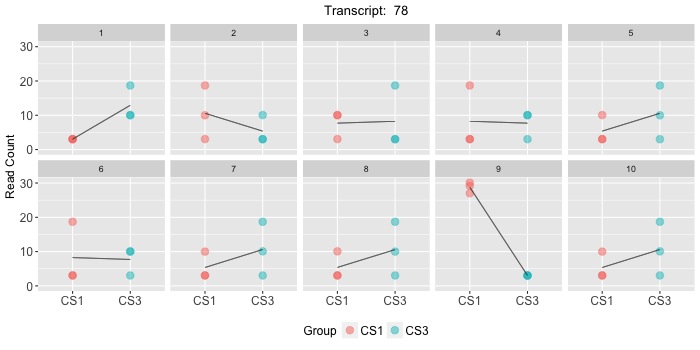 Transcript: 78
1 2 3 4 5
30
20
10
0
Read Count
6 7 8 9 10
30
20
10
0
CS1 CS3 CS1 CS3 CS1 CS3 CS1 CS3 CS1 CS3
Group CS1 CS3